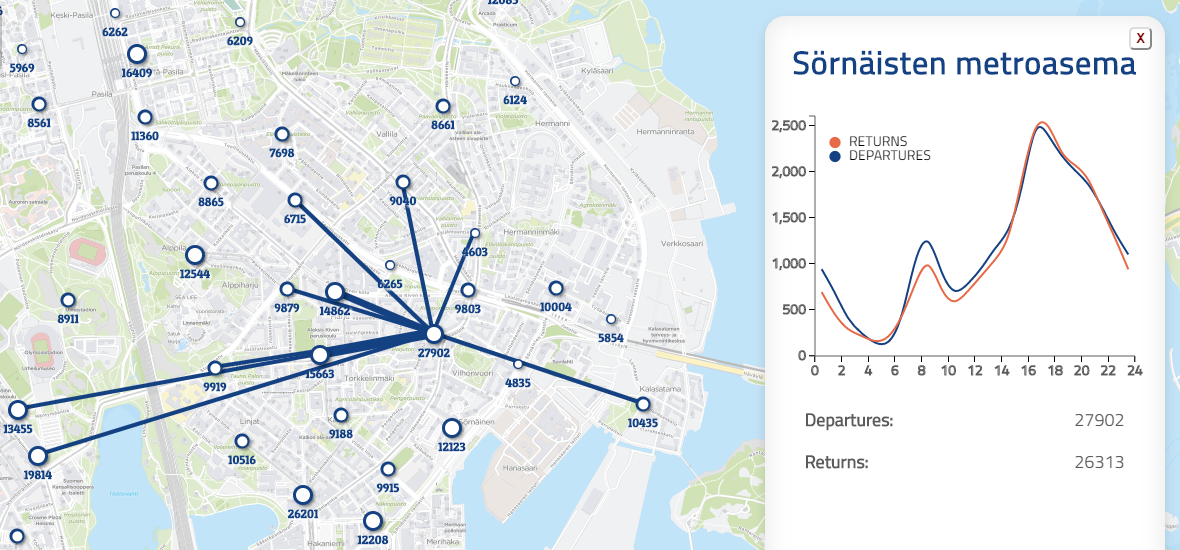 12085
Keski-Pasila
6262
6209
5969
16409
Itä-Pasila
Pasila
8561
11360
Kyläsaari
6124
8661
Hermanni
Hermanninranta
Vallila
7698
8865
6715
9040
Hermanninmäki
4603
Verkkosaari
Alppila
12544
6265
Alppiharju
9879
14862
9803
10004
8911
5854
27902
15663
9919
Torkkelinmäki
Vilhonvuori
4835
Kalasatama
13455
10435
9188
Linjat
Sörnäinen
12123
10516
19814
Hanasaari
9915
26201
Hakaniemi
12208
Merihaka
X
Sörnäisten metroasema
2,500
2,000
1,500
1,000
500
0
RETURNS
DEPARTURES
0 2 4 6 8 10 12 14 16 18 20 22 24
Departures: 27902
Returns: 26313